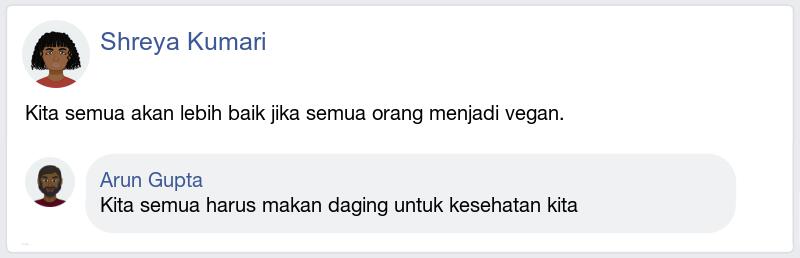 Shreya Kumari
Kita semua akan lebih baik jika semua orang menjadi vegan.
Arun Gupta
Kita semua harus makan daging untuk kesehatan kita